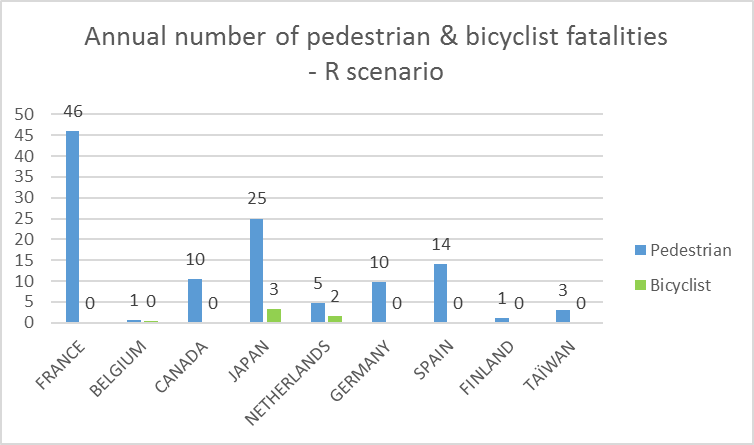 Annual number of pedestrian & bicyclist fatalities
- R scenario
50
45
40
35
30
25
20
15
10
5
0
46
0
1
0
10
0
25
3
5
2
10
0
14
0
1
0
3
0
FRANCE
BELGIUM
CANADA
JAPAN
NETHERLANDS
GERMANY
SPAIN
FINLAND
TAÏWAN
Pedestrian
Bicyclist